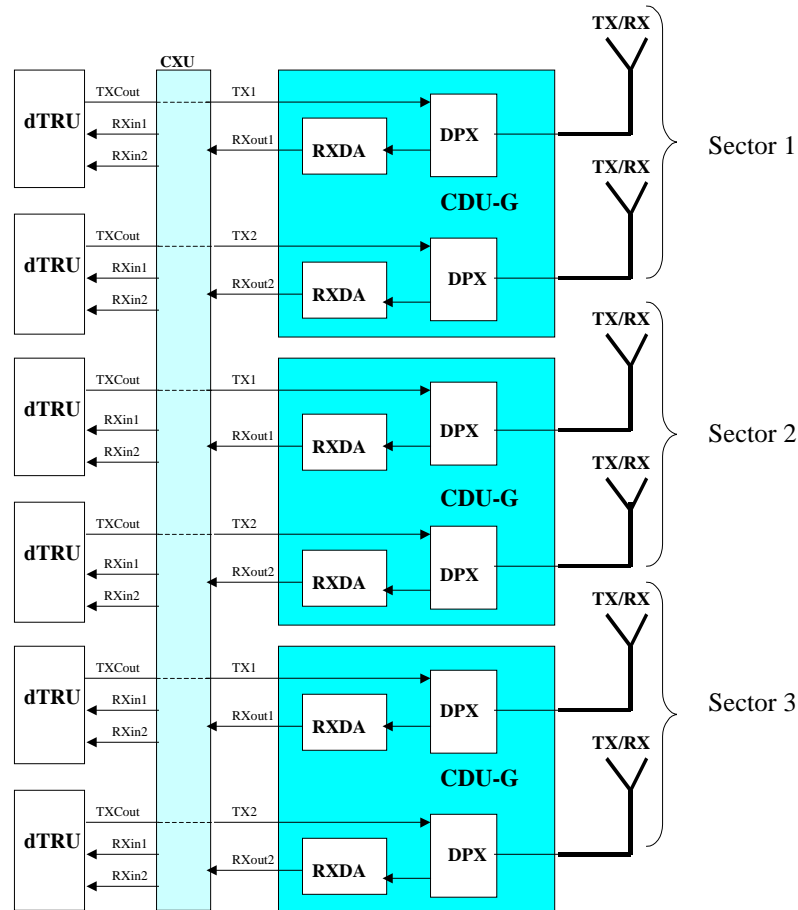 TX/RX
CXU
dTRU
TXCout
TX1
RXin1
RXout1
RXin2
RXDA
DPX
Sector 1
CDU-G
TX/RX
dTRU
TXCout
TX2
RXin1
RXout2
RXin2
RXDA
DPX
TX/RX
dTRU
TXCout
TX1
RXin1
RXout1
RXin2
RXDA
DPX
Sector 2
CDU-G
TX/RX
dTRU
TXCout
TX2
RXin1
RXout2
RXin2
RXDA
DPX
TX/RX
dTRU
TXCout
TX1
RXin1
RXout1
RXin2
RXDA
DPX
Sector 3
CDU-G
TX/RX
dTRU
TXCout
TX2
RXin1
RXout2
RXin2
RXDA
DPX